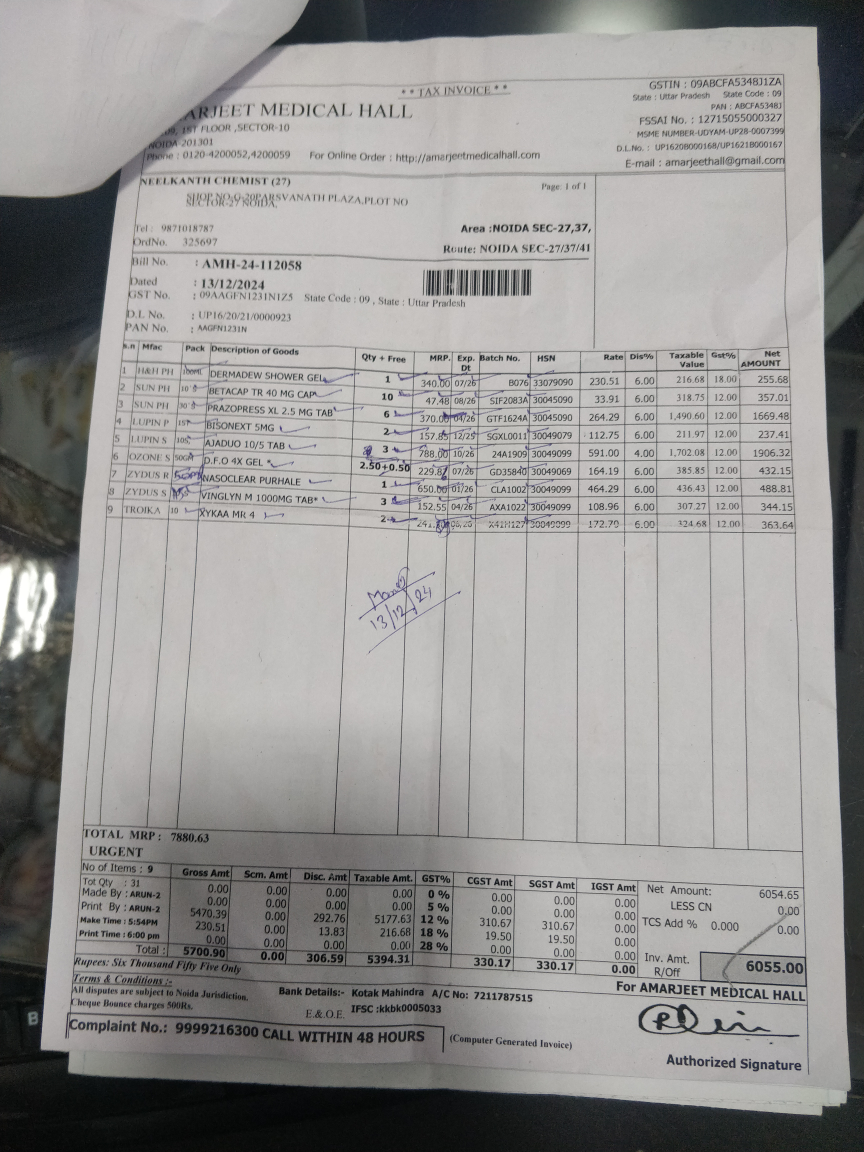 * * TAX INVOICE * *
GSTIN : 09ABCFA5348J1ZA
State : Uttar Pradesh State Code : 09
PAN : ABCFA5348J
FSSAI No. : 12715055000327
MSME NUMBER-UDYAM-UP28-0007399
D.L.No. : UP1620B000168/UP1621B000167
E-mail : amarjeethall@gmail.com
ARJEET MEDICAL HALL
1ST FLOOR ,SECTOR-10
NOIDA-201301
Phone : 0120-4200052,4200059 For Online Order : http://amarjeetmedicalhall.com
NEELKANTH CHEMIST (27)
Page: 1 of 1
SHOP NO.G-20PARSVANATH PLAZA,PLOT NO
SECTOR-27 NOIDA,
Tel : 9871018787
Area :NOIDA SEC-27,37,
OrdNo. 325697
Route: NOIDA SEC-27/37/41
Bill No. : AMH-24-112058
Dated : 13/12/2024
GST No. : 09AAGFN1231N1Z5 State Code : 09 , State : Uttar Pradesh
D.L No. : UP16/20/21/0000923
PAN No. : AAGFN1231N
s.n Mfac Pack Description of Goods Qty + Free MRP. Exp. Dt Batch No. HSN Rate Dis% Taxable Value Gst% Net AMOUNT
1 H&H PH 100ML DERMADEW SHOWER GEL 1 340.00 07/26 B076 33079090 230.51 6.00 216.68 18.00 255.68
2 SUN PH 10 BETACAP TR 40 MG CAP 10 47.48 08/26 SIF2083A 30045090 33.91 6.00 318.75 12.00 357.01
3 SUN PH 30 PRAZOPRESS XL 2.5 MG TAB 6 370.00 04/26 GTF1624A 30045090 264.29 6.00 1,490.60 12.00 1669.48
4 LUPIN P 15 BISONEXT 5MG 2 157.85 12/25 SGXL0011 30049079 112.75 6.00 211.97 12.00 237.41
5 LUPIN S 10S AJADUO 10/5 TAB 3 788.00 10/26 24A1909 30049099 591.00 4.00 1,702.08 12.00 1906.32
6 OZONE S 50GM D.F.O 4X GEL * 2.50+0.50 229.87 07/26 GD35840 30049069 164.19 6.00 385.85 12.00 432.15
7 ZYDUS R NASOCLEAR PURHALE 1 650.00 01/26 CLA1002 30049099 464.29 6.00 436.43 12.00 488.81
8 ZYDUS S VINGLYN M 1000MG TAB* 3 152.55 04/26 AXA1022 30049099 108.96 6.00 307.27 12.00 344.15
9 TROIKA 10 XYKAA MR 4 2 30049099 172.70 6.00 324.68 12.00 363.64
13/12/24
TOTAL MRP : 7880.63
URGENT
No of Items : 9
Tot Qty : 31
Made By : ARUN-2
Print By : ARUN-2
Make Time : 5:54PM
Print Time : 6:00 pm
Gross Amt Scm. Amt Disc. Amt Taxable Amt. GST% CGST Amt SGST Amt IGST Amt
0.00 0.00 0.00 0.00 0 % 0.00 0.00 0.00
0.00 0.00 0.00 0.00 5 % 0.00 0.00 0.00
5470.39 0.00 292.76 5177.63 12 % 310.67 310.67 0.00
230.51 0.00 13.83 216.68 18 % 19.50 19.50 0.00
0.00 0.00 0.00 0.00 28 % 0.00 0.00 0.00
Total : 5700.90 0.00 306.59 5394.31 330.17 330.17 0.00
Net Amount: 6054.65
LESS CN 0.00
TCS Add % 0.000 0.00
Inv. Amt.
R/Off 6055.00
Rupees: Six Thousand Fifty Five Only
Terms & Conditions :-
All disputes are subject to Noida Jurisdiction.
Cheque Bounce charges 500Rs.
Bank Details:- Kotak Mahindra A/C No: 7211787515
E.& O.E. IFSC :kkbk0005033
For AMARJEET MEDICAL HALL
Complaint No.: 9999216300 CALL WITHIN 48 HOURS
(Computer Generated Invoice)
Authorized Signature
B